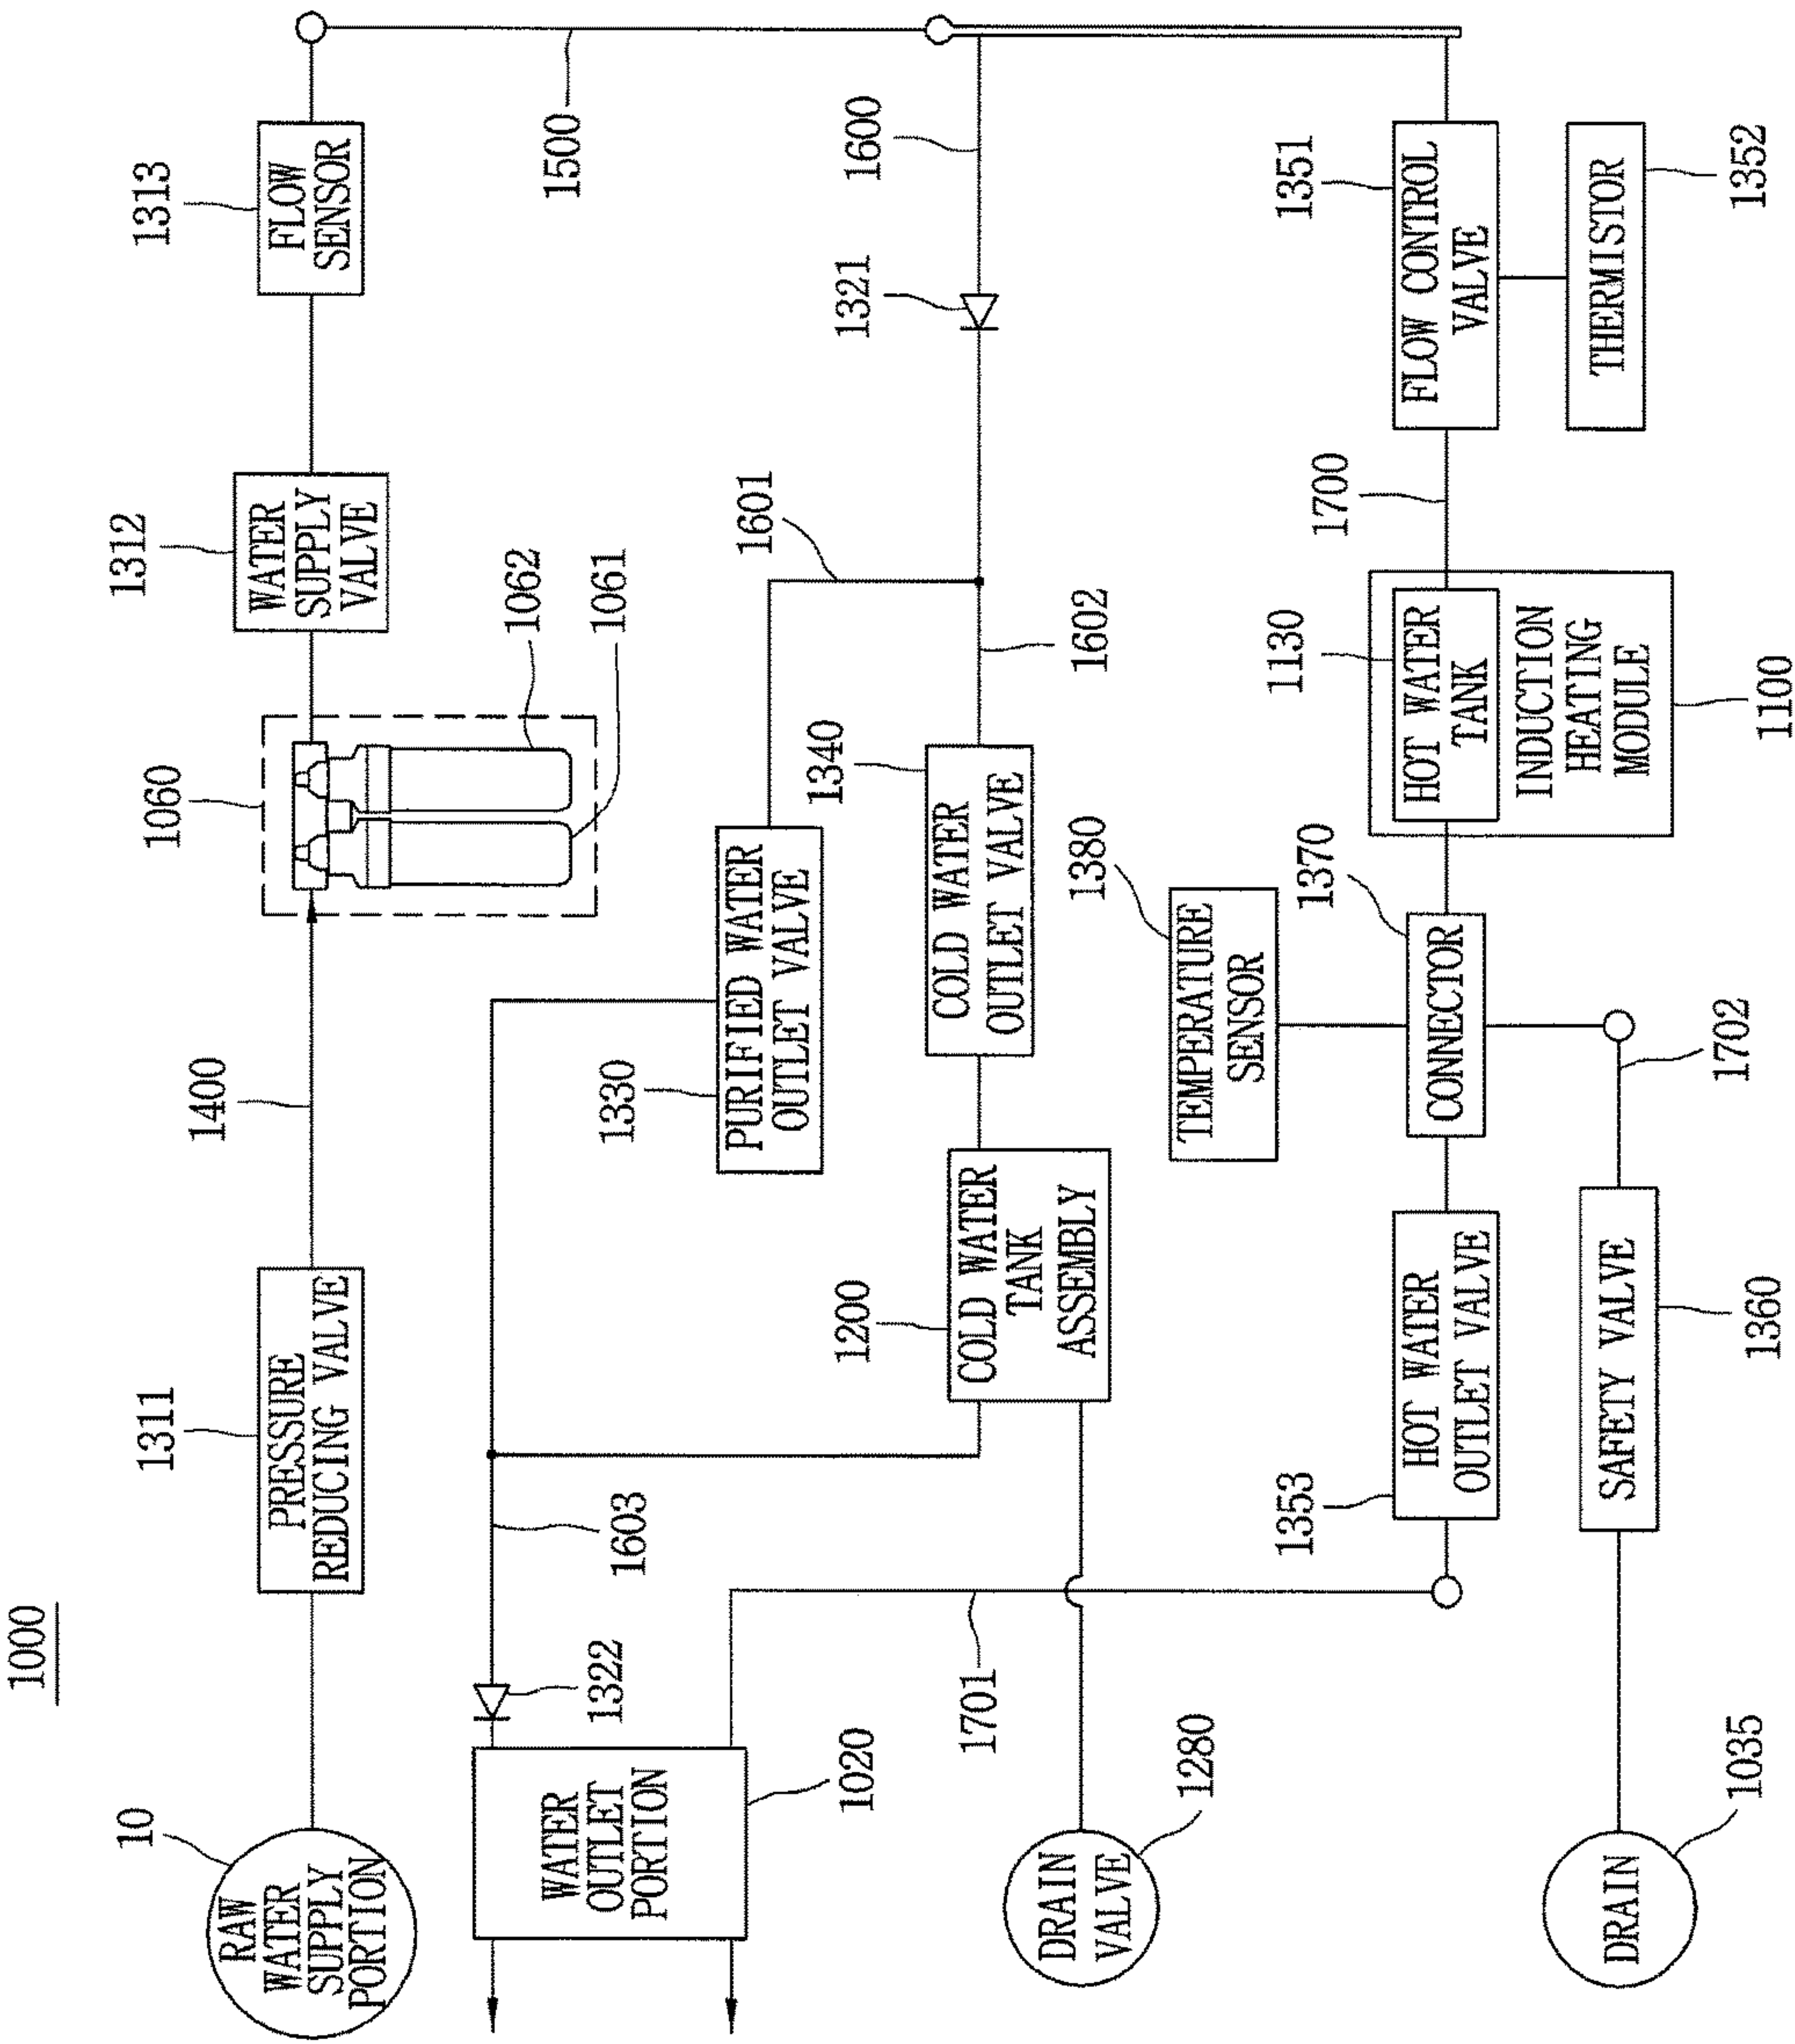 1000
10
RAW
WATER
SUPPLY
PORTION
1311
PRESSURE
REDUCING VALVE
1400
1060
1062
1061
1312
WATER
SUPPLY
VALVE
1313
FLOW
SENSOR
1500
WATER
OUTLET
PORTION
1020
1322
1603
1330
PURIFIED WATER
OUTLET VALVE
1601
1600
1321
1602
1340
COLD WATER
OUTLET VALVE
1200
COLD WATER
TANK
ASSEMBLY
DRAIN
VALVE
1280
1701
1353
HOT WATER
OUTLET VALVE
1380
TEMPERATURE
SENSOR
1370
CONNECTOR
1130
HOT WATER
TANK
INDUCTION
HEATING
MODULE
1100
1700
1351
FLOW CONTROL
VALVE
THERMISTOR
1352
1702
SAFETY VALVE
1360
DRAIN
1035